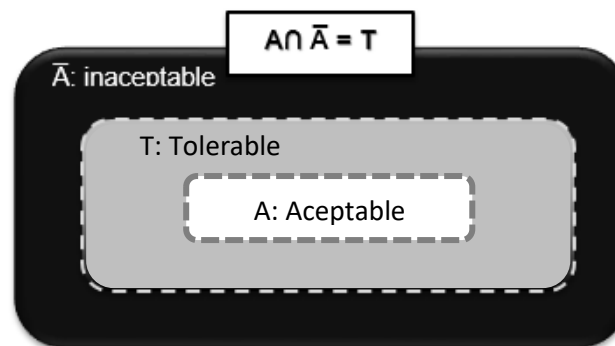 A∩ Ā = T
Ā: inaceptable
T: Tolerable
A: Aceptable